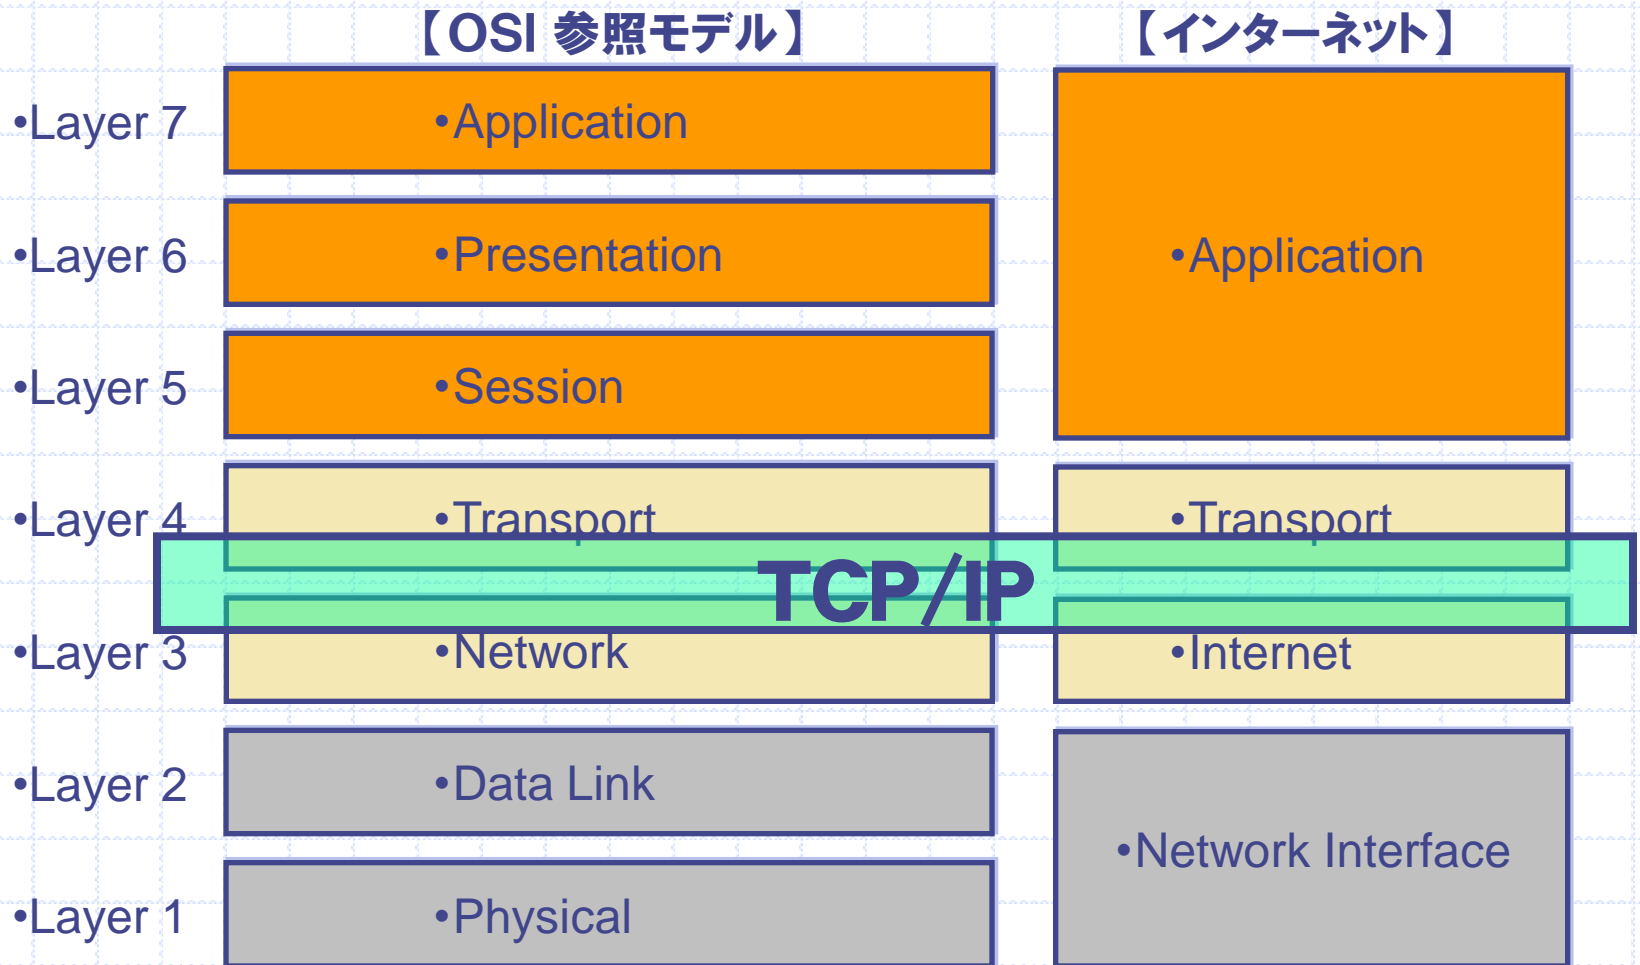 【OSI 参照モデル】
【インターネット】
•Layer 7
•Application
•Layer 6
•Presentation
•Application
•Layer 5
•Session
•Layer 4
•Transport
•Transport
TCP/IP
•Layer 3
•Network
•Internet
•Layer 2
•Data Link
•Network Interface
•Layer 1
•Physical